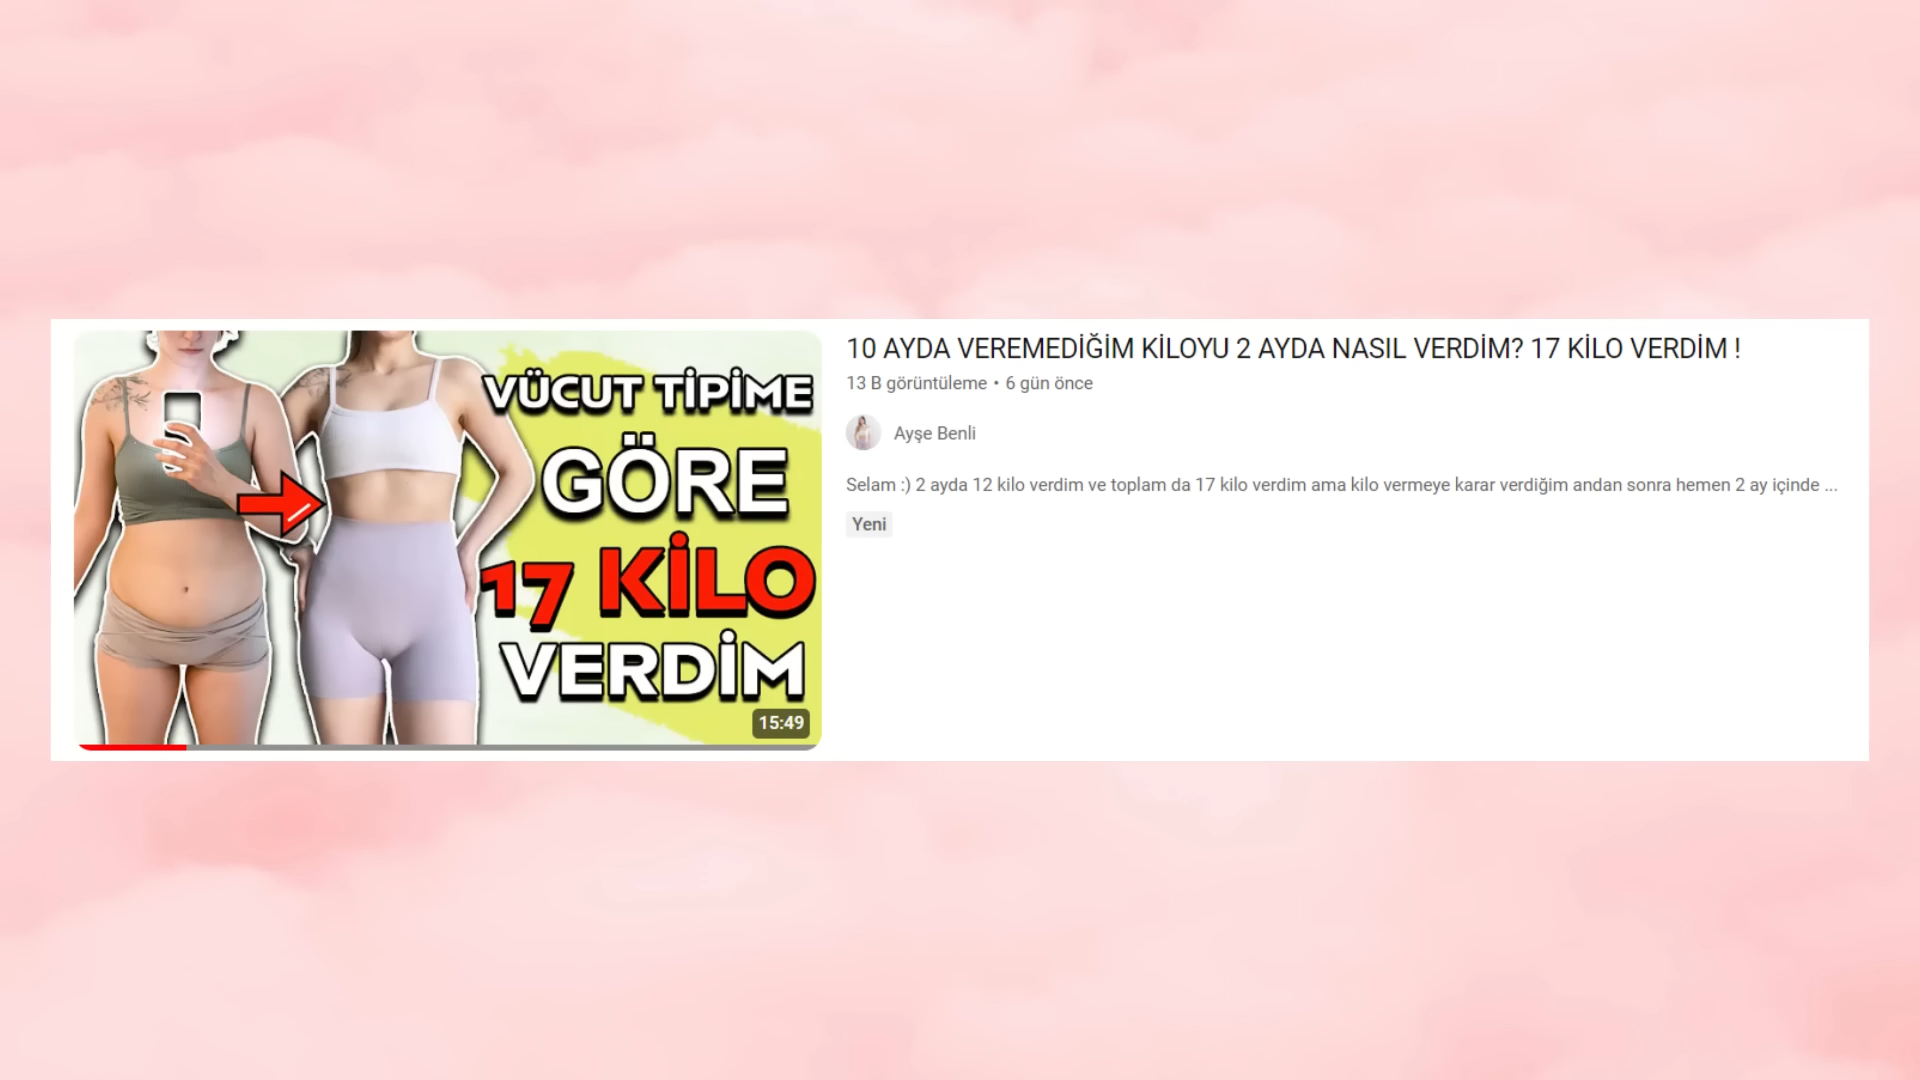 VÜCUT TİPİME
GÖRE
17 KİLO
VERDİM
15:49
10 AYDA VEREMEDİĞİM KİLOYU 2 AYDA NASIL VERDİM? 17 KİLO VERDİM !
13 B görüntüleme • 6 gün önce
Ayşe Benli
Selam :) 2 ayda 12 kilo verdim ve toplam da 17 kilo verdim ama kilo vermeye karar verdiğim andan sonra hemen 2 ay içinde ...
Yeni